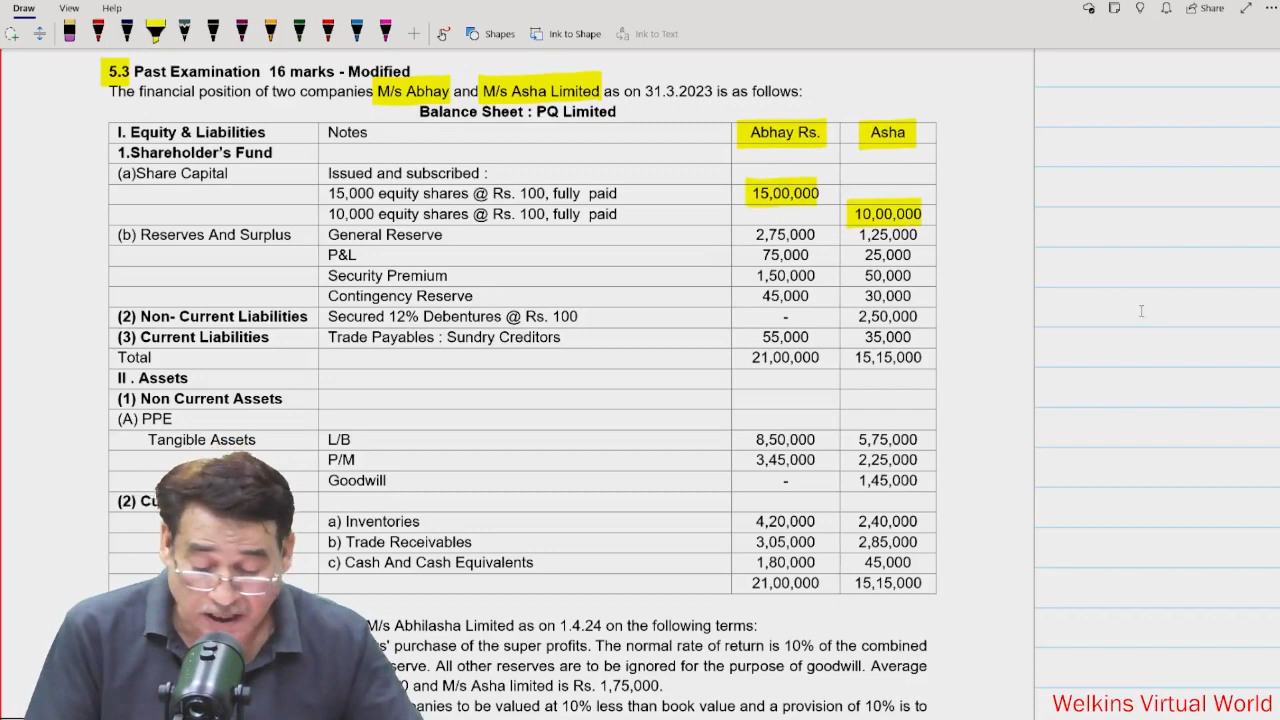 Draw View Help
Share
Shapes Ink to Shape Ink to Text
5.3 Past Examination 16 marks - Modified
The financial position of two companies M/s Abhay and M/s Asha Limited as on 31.3.2023 is as follows:
Balance Sheet : PQ Limited
I. Equity & Liabilities Notes Abhay Rs. Asha
1.Shareholder's Fund
(a)Share Capital Issued and subscribed :
15,000 equity shares @ Rs. 100, fully paid 15,00,000
10,000 equity shares @ Rs. 100, fully paid 10,00,000
(b) Reserves And Surplus General Reserve 2,75,000 1,25,000
P&L 75,000 25,000
Security Premium 1,50,000 50,000
Contingency Reserve 45,000 30,000
(2) Non- Current Liabilities Secured 12% Debentures @ Rs. 100 - 2,50,000
(3) Current Liabilities Trade Payables : Sundry Creditors 55,000 35,000
Total 21,00,000 15,15,000
II . Assets
(1) Non Current Assets
(A) PPE
Tangible Assets L/B 8,50,000 5,75,000
P/M 3,45,000 2,25,000
Goodwill - 1,45,000
(2)
a) Inventories 4,20,000 2,40,000
b) Trade Receivables 3,05,000 2,85,000
c) Cash And Cash Equivalents 1,80,000 45,000
21,00,000 15,15,000
M/s Abhilasha Limited as on 1.4.24 on the following terms:
purchase of the super profits. The normal rate of return is 10% of the combined
All other reserves are to be ignored for the purpose of goodwill. Average
and M/s Asha limited is Rs. 1,75,000.
to be valued at 10% less than book value and a provision of 10% is to
Welkins Virtual World